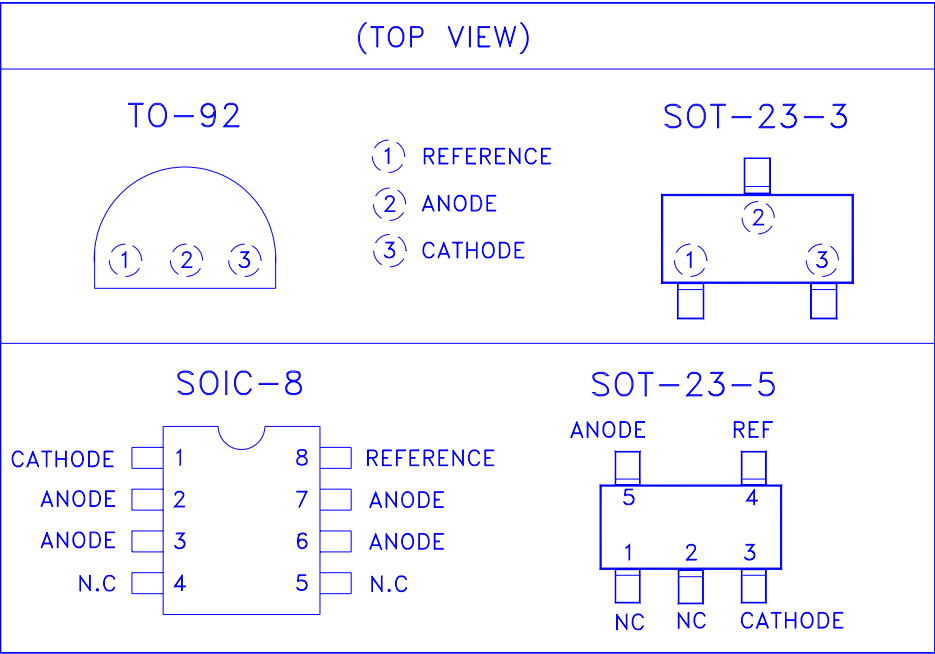 (TOP VIEW)
TO-92
1 2 3
1 REFERENCE
2 ANODE
3 CATHODE
SOT-23-3
2
1 3
SOIC-8
CATHODE 1 8 REFERENCE
ANODE 2 7 ANODE
ANODE 3 6 ANODE
N.C 4 5 N.C
SOT-23-5
ANODE REF
5 4
1 2 3
NC NC CATHODE